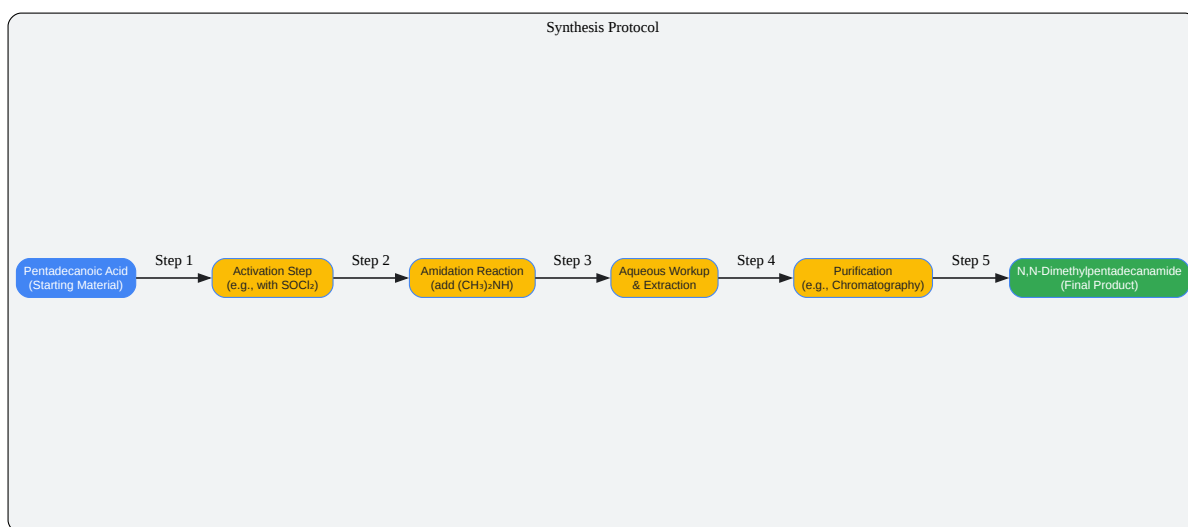 Synthesis Protocol
Step 1
Step 2
Step 3
Step 4
Step 5
Pentadecanoic Acid
(Starting Material)
Activation Step
(e.g., with SOCl₂)
Amidation Reaction
(add (CH₃)₂NH)
Aqueous Workup
& Extraction
Purification
(e.g., Chromatography)
N,N-Dimethylpentadecanamide
(Final Product)